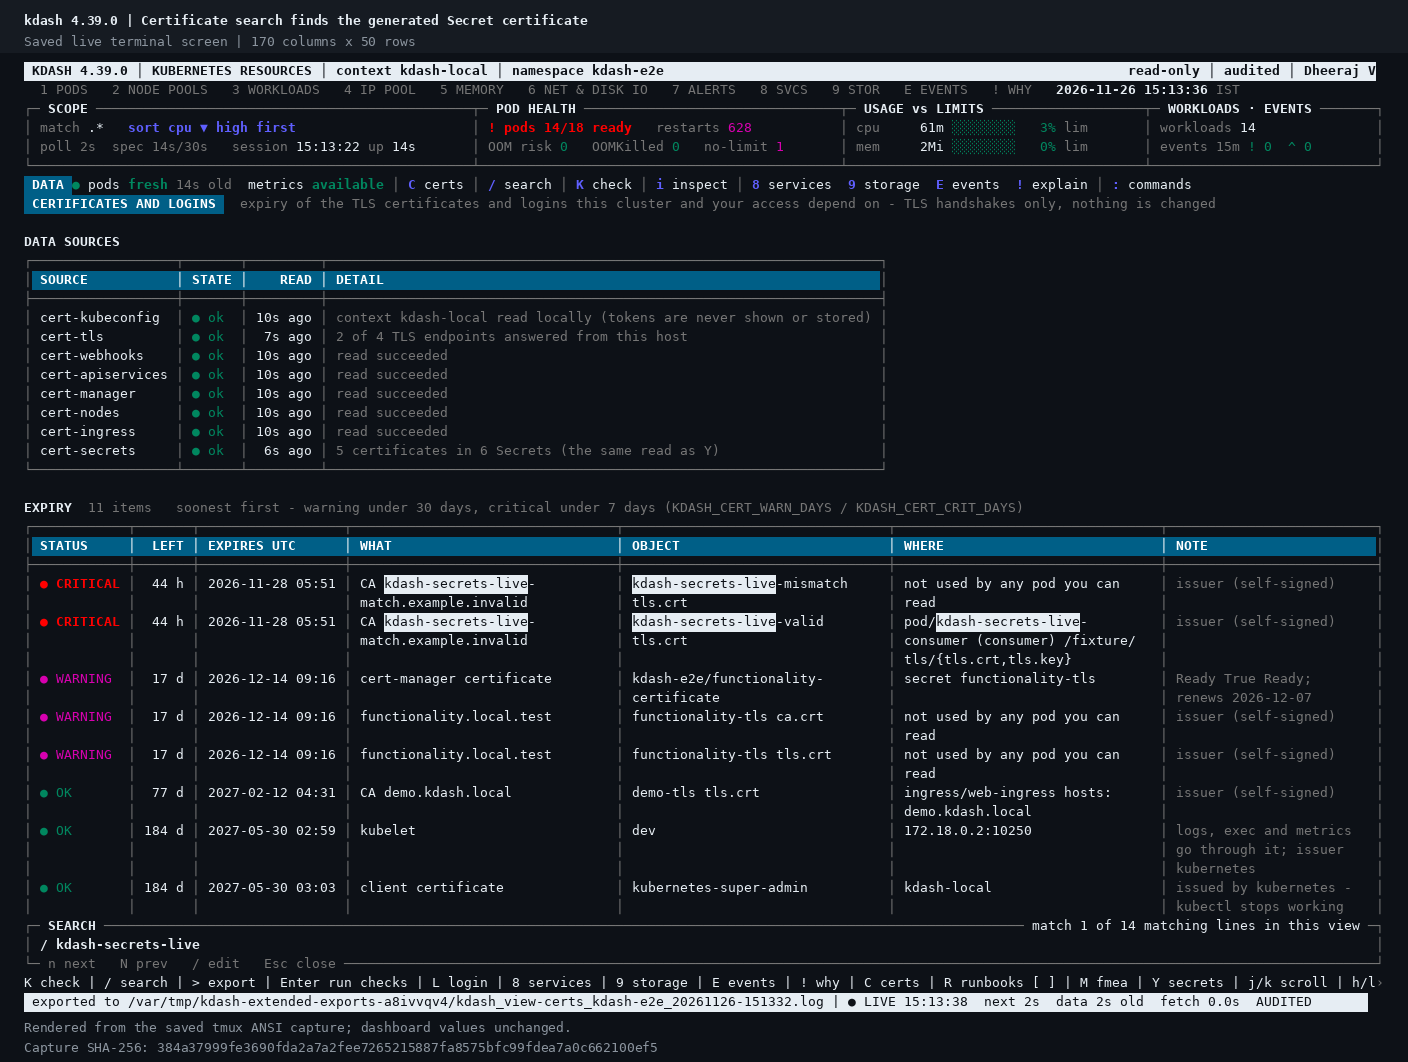 kdash 4.39.0 | Certificate search finds the generated Secret certificate
Saved live terminal screen | 170 columns x 50 rows
KDASH 4.39.0 │ KUBERNETES RESOURCES │ context kdash-local │ namespace kdash-e2e read-only │ audited │ Dheeraj V
1 PODS 2 NODE POOLS 3 WORKLOADS 4 IP POOL 5 MEMORY 6 NET & DISK IO 7 ALERTS 8 SVCS 9 STOR E EVENTS ! WHY 2026-11-26 15:13:36 IST
SCOPE POD HEALTH USAGE vs LIMITS WORKLOADS · EVENTS
match .* sort cpu ▼ high first │ ! pods 14/18 ready restarts 628 │ cpu 61m ░░░░░░░░ 3% lim │ workloads 14
poll 2s spec 14s/30s session 15:13:22 up 14s │ OOM risk 0 OOMKilled 0 no-limit 1 │ mem 2Mi ░░░░░░░░ 0% lim │ events 15m ! 0 ^ 0
DATA ● pods fresh 14s old metrics available │ C certs │ / search │ K check │ i inspect │ 8 services 9 storage E events ! explain │ : commands
CERTIFICATES AND LOGINS expiry of the TLS certificates and logins this cluster and your access depend on - TLS handshakes only, nothing is changed
DATA SOURCES
SOURCE │ STATE │ READ │ DETAIL
cert-kubeconfig │ ● ok │ 10s ago │ context kdash-local read locally (tokens are never shown or stored)
cert-tls │ ● ok │ 7s ago │ 2 of 4 TLS endpoints answered from this host
cert-webhooks │ ● ok │ 10s ago │ read succeeded
cert-apiservices │ ● ok │ 10s ago │ read succeeded
cert-manager │ ● ok │ 10s ago │ read succeeded
cert-nodes │ ● ok │ 10s ago │ read succeeded
cert-ingress │ ● ok │ 10s ago │ read succeeded
cert-secrets │ ● ok │ 6s ago │ 5 certificates in 6 Secrets (the same read as Y)
EXPIRY 11 items soonest first - warning under 30 days, critical under 7 days (KDASH_CERT_WARN_DAYS / KDASH_CERT_CRIT_DAYS)
STATUS │ LEFT │ EXPIRES UTC │ WHAT │ OBJECT │ WHERE │ NOTE
● CRITICAL │ 44 h │ 2026-11-28 05:51 │ CA kdash-secrets-live- │ kdash-secrets-live-mismatch │ not used by any pod you can │ issuer (self-signed)
match.example.invalid │ tls.crt │ read
● CRITICAL │ 44 h │ 2026-11-28 05:51 │ CA kdash-secrets-live- │ kdash-secrets-live-valid │ pod/kdash-secrets-live- │ issuer (self-signed)
match.example.invalid │ tls.crt │ consumer (consumer) /fixture/
tls/{tls.crt,tls.key}
● WARNING │ 17 d │ 2026-12-14 09:16 │ cert-manager certificate │ kdash-e2e/functionality- │ secret functionality-tls │ Ready True Ready;
certificate │ renews 2026-12-07
● WARNING │ 17 d │ 2026-12-14 09:16 │ functionality.local.test │ functionality-tls ca.crt │ not used by any pod you can │ issuer (self-signed)
read
● WARNING │ 17 d │ 2026-12-14 09:16 │ functionality.local.test │ functionality-tls tls.crt │ not used by any pod you can │ issuer (self-signed)
read
● OK │ 77 d │ 2027-02-12 04:31 │ CA demo.kdash.local │ demo-tls tls.crt │ ingress/web-ingress hosts: │ issuer (self-signed)
demo.kdash.local
● OK │ 184 d │ 2027-05-30 02:59 │ kubelet │ dev │ 172.18.0.2:10250 │ logs, exec and metrics
go through it; issuer
kubernetes
● OK │ 184 d │ 2027-05-30 03:03 │ client certificate │ kubernetes-super-admin │ kdash-local │ issued by kubernetes -
kubectl stops working
SEARCH match 1 of 14 matching lines in this view
/ kdash-secrets-live
n next N prev / edit Esc close
K check | / search | > export | Enter run checks | L login | 8 services | 9 storage | E events | ! why | C certs | R runbooks [ ] | M fmea | Y secrets | j/k scroll | h/l›
exported to /var/tmp/kdash-extended-exports-a8ivvqv4/kdash_view-certs_kdash-e2e_20261126-151332.log | ● LIVE 15:13:38 next 2s data 2s old fetch 0.0s AUDITED
Rendered from the saved tmux ANSI capture; dashboard values unchanged.
Capture SHA-256: 384a37999fe3690fda2a7a2fee7265215887fa8575bfc99fdea7a0c662100ef5